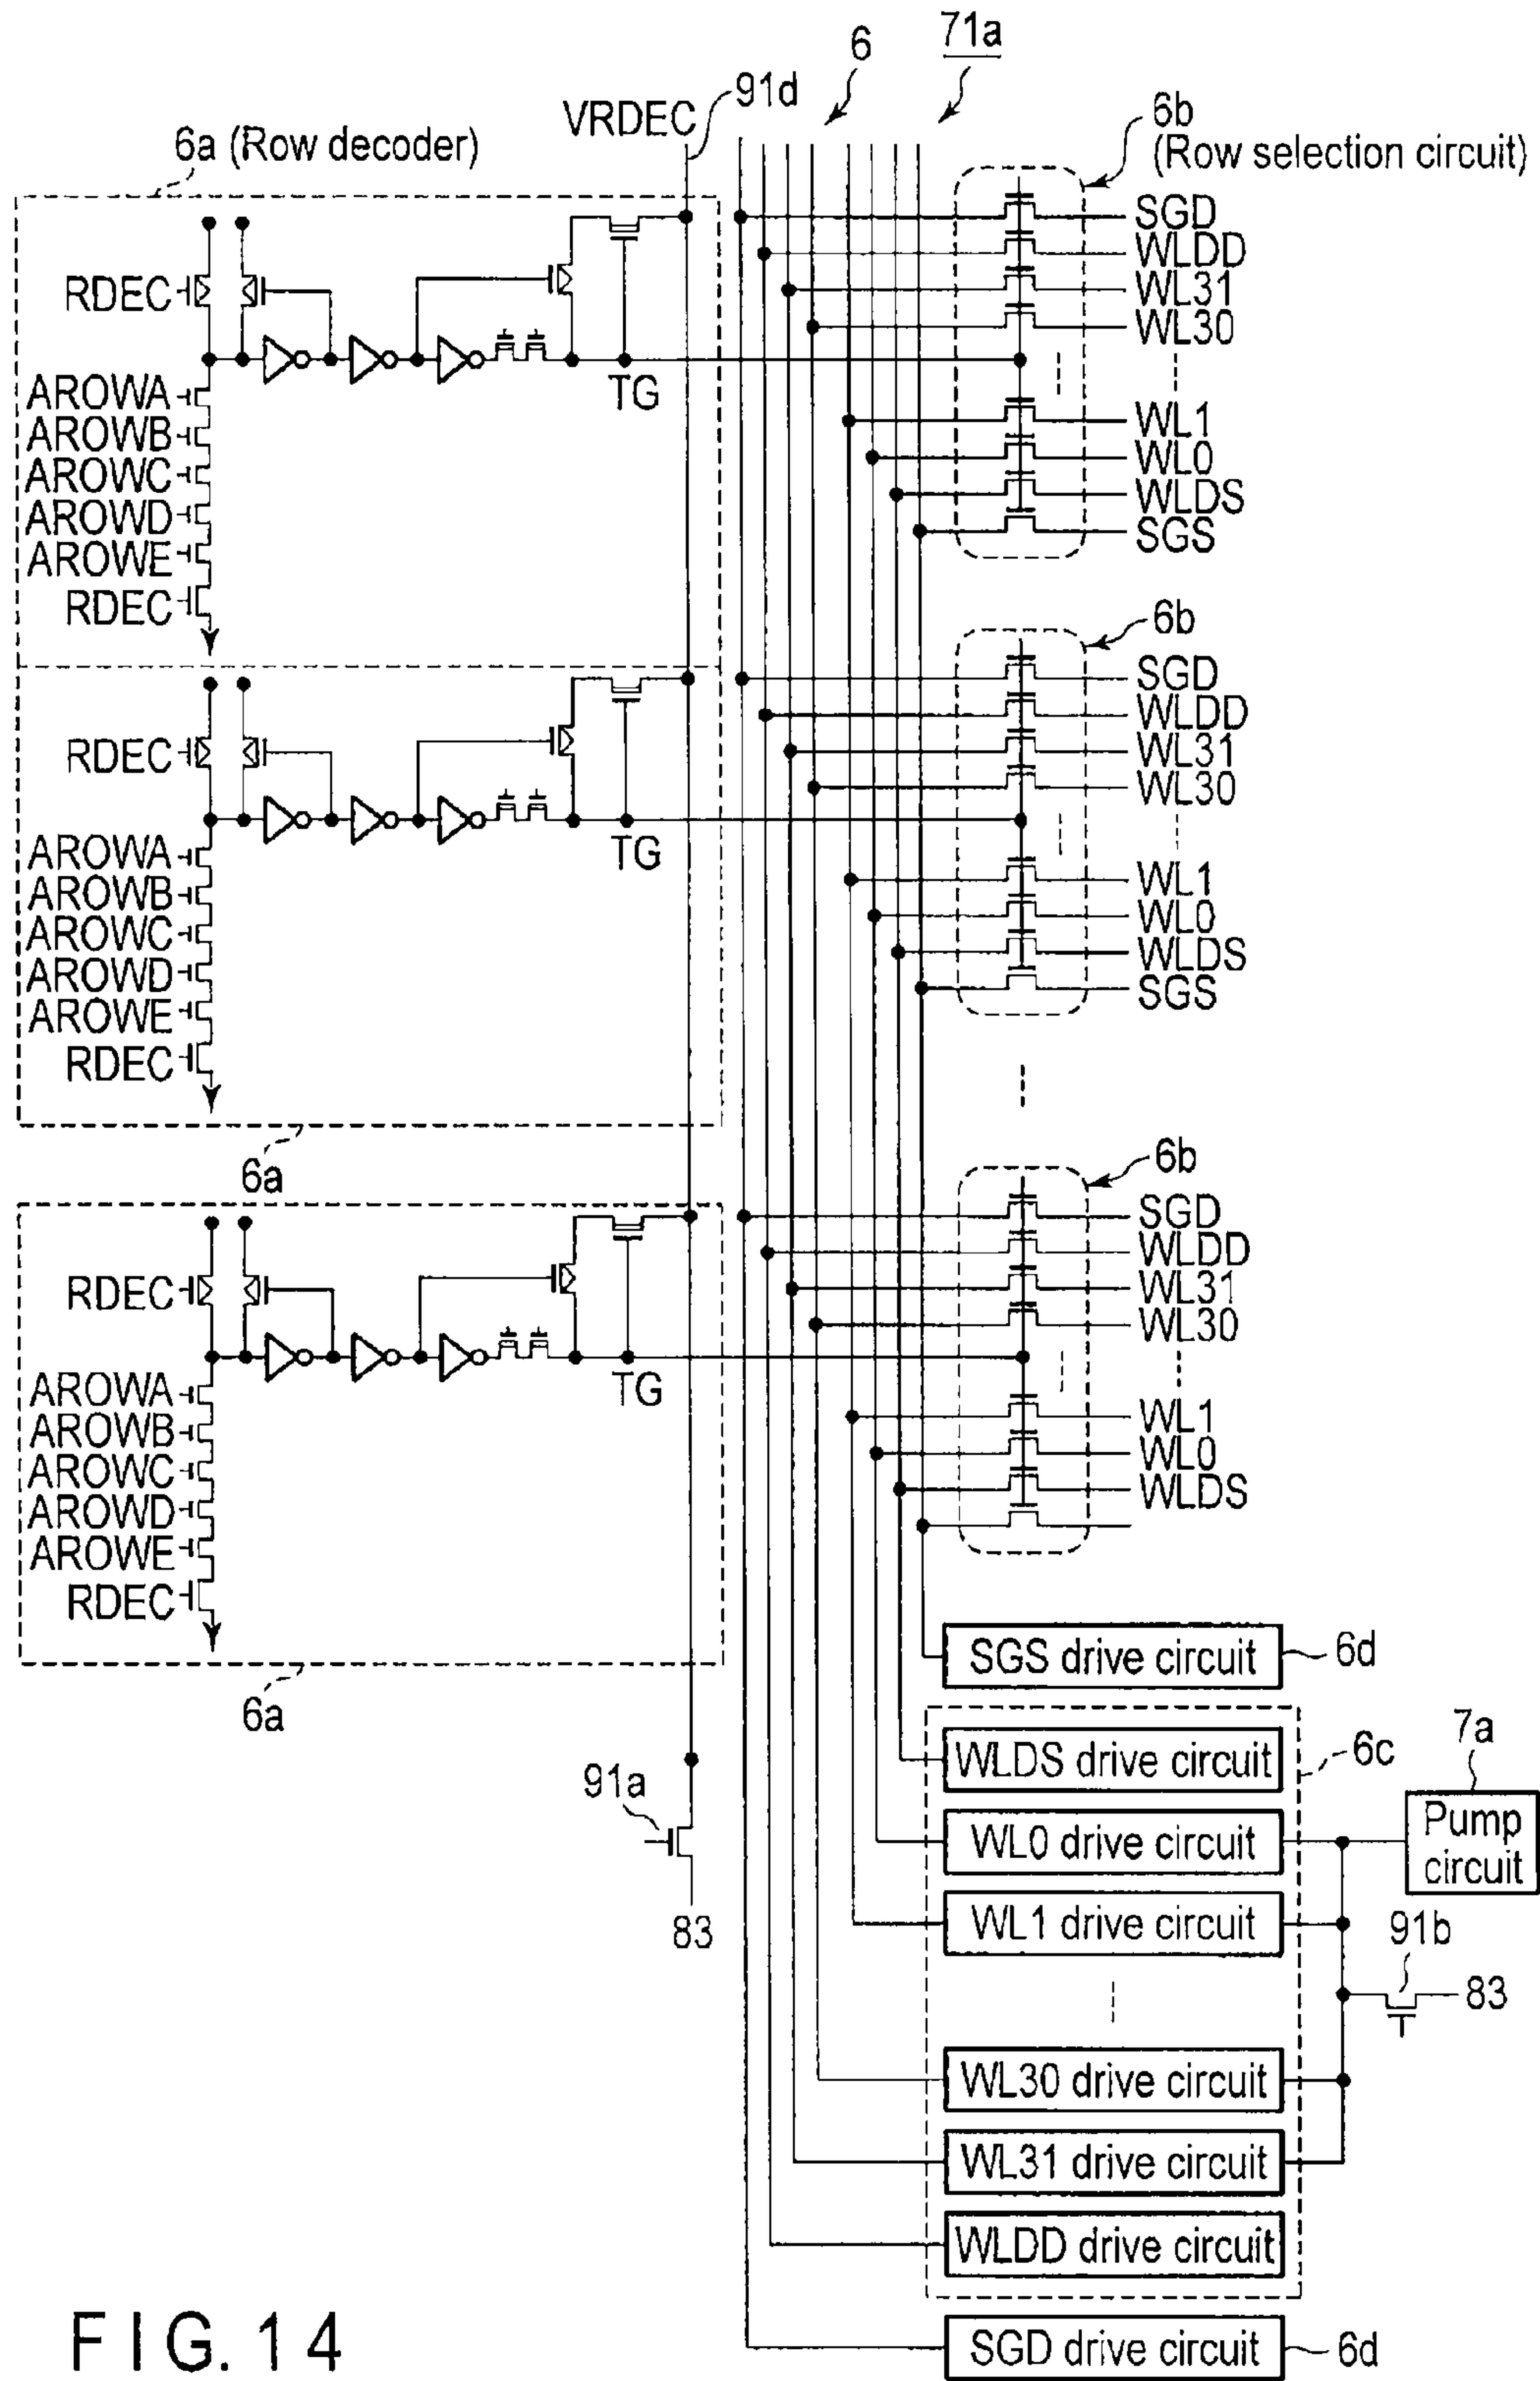 6
71a
91d
VRDEC
6a (Row decoder)
6b
(Row selection circuit)
RDEC
AROWA
AROWB
AROWC
AROWD
AROWE
RDEC
TG
SGD
WLDD
WL31
WL30
WL1
WL0
WLDS
SGS
6b
RDEC
AROWA
AROWB
AROWC
AROWD
AROWE
RDEC
TG
SGD
WLDD
WL31
WL30
WL1
WL0
WLDS
SGS
6a
6b
RDEC
AROWA
AROWB
AROWC
AROWD
AROWE
RDEC
TG
SGD
WLDD
WL31
WL30
WL1
WL0
WLDS
6a
SGS drive circuit
6d
91a
83
WLDS drive circuit
6c
7a
WL0 drive circuit
Pump
circuit
WL1 drive circuit
91b
83
WL30 drive circuit
WL31 drive circuit
WLDD drive circuit
SGD drive circuit
6d
FIG. 14